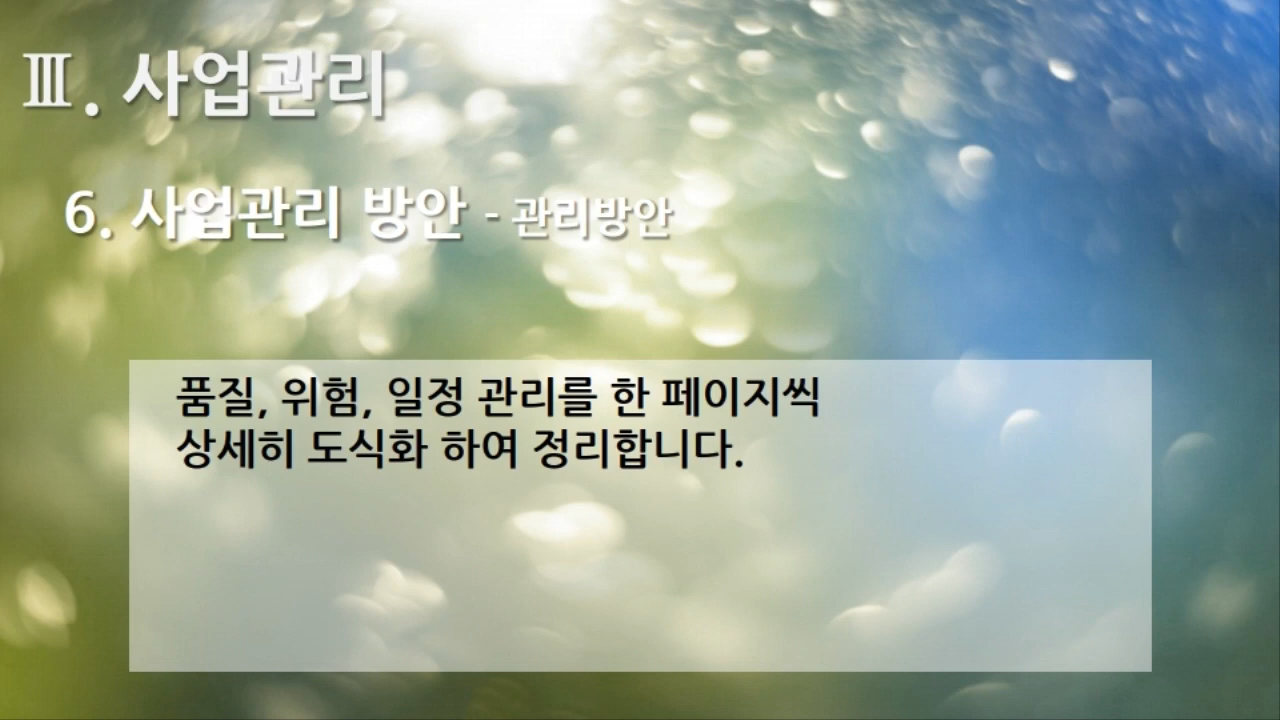 Ⅲ. 사업관리
6. 사업관리 방안 - 관리방안
품질, 위험, 일정 관리를 한 페이지씩
상세히 도식화 하여 정리합니다.